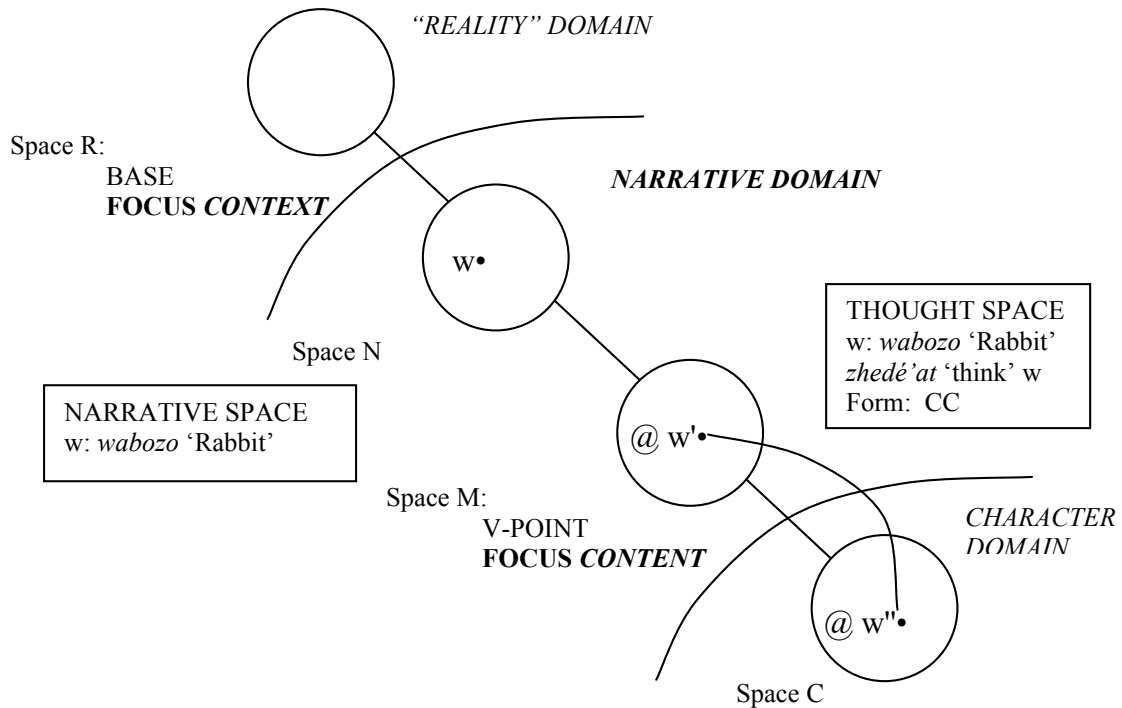 “REALITY” DOMAIN
Space R:
BASE
FOCUS CONTEXT
NARRATIVE DOMAIN
w•
Space N
NARRATIVE SPACE
w: wabozo ‘Rabbit’
THOUGHT SPACE
w: wabozo ‘Rabbit’
zhedé’at ‘think’ w
Form: CC
@ w'•
Space M:
V-POINT
FOCUS CONTENT
CHARACTER
DOMAIN
@ w''•
Space C